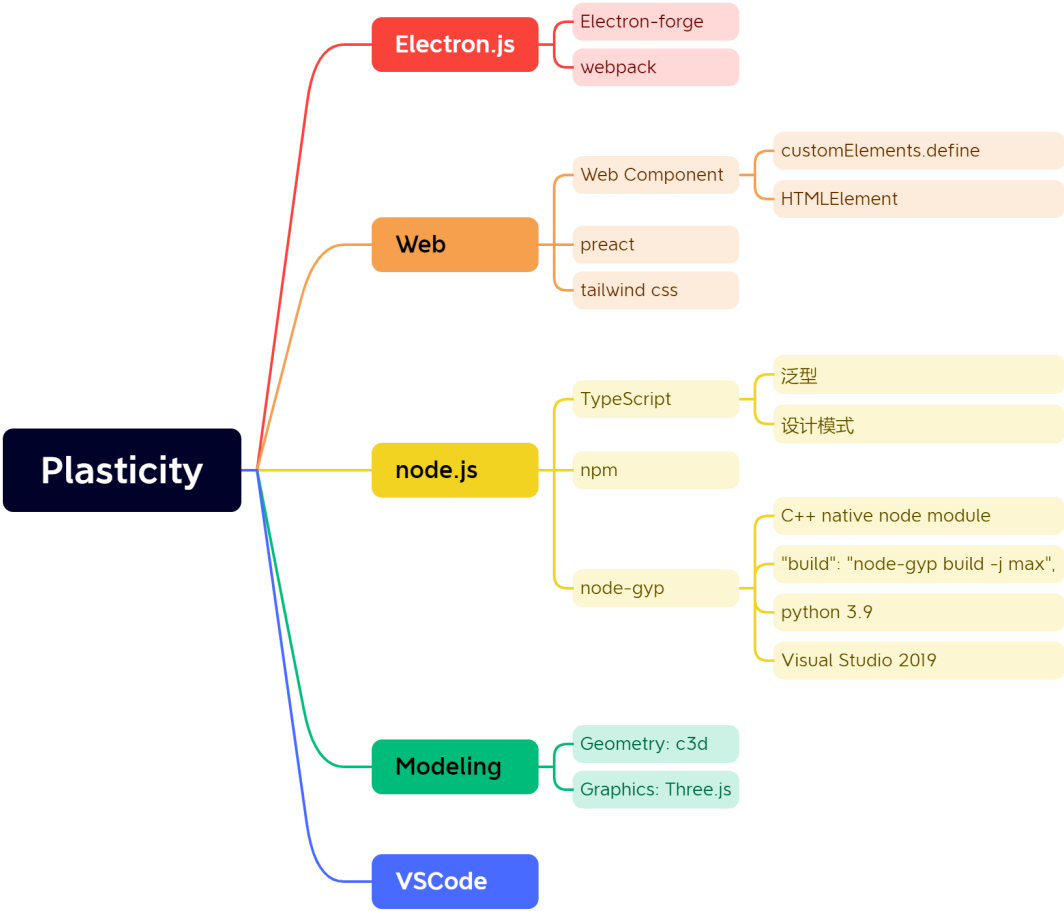 Plasticity
Electron.js
Electron-forge
webpack
Web
Web Component
customElements.define
HTMLElement
preact
tailwind css
node.js
TypeScript
泛型
设计模式
npm
node-gyp
C++ native node module
"build": "node-gyp build -j max",
python 3.9
Visual Studio 2019
Modeling
Geometry: c3d
Graphics: Three.js
VSCode